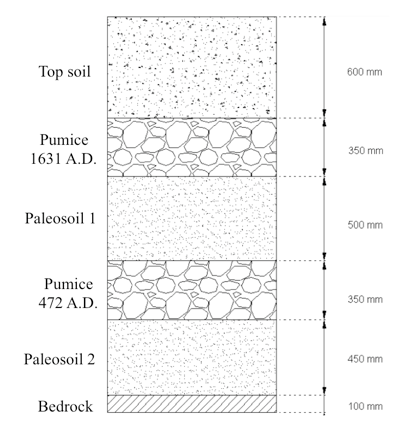 Top soil
600 mm
Pumice
1631 A.D.
350 mm
Paleosoil 1
500 mm
Pumice
472 A.D.
350 mm
Paleosoil 2
450 mm
Bedrock
100 mm